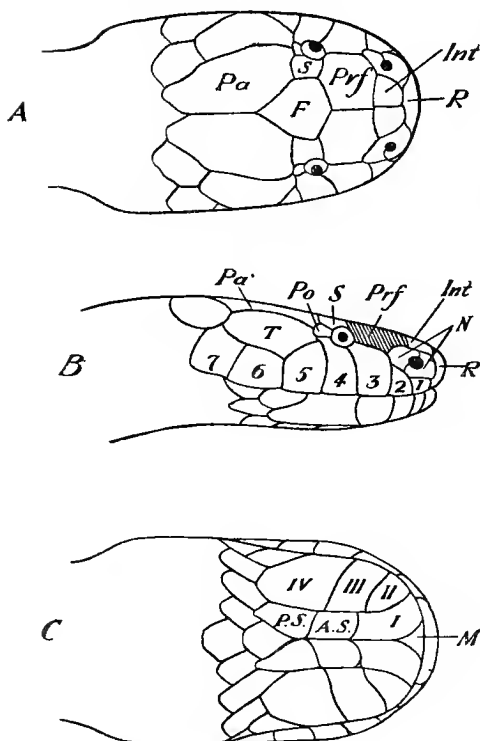 A
Pa
S
F
Prf
Int
R
B
Pa.
Po
S
Prf
Int
N
T
7
6
5
4
3
2
1
R
C
IV
III
II
I
P.S.
A.S.
M